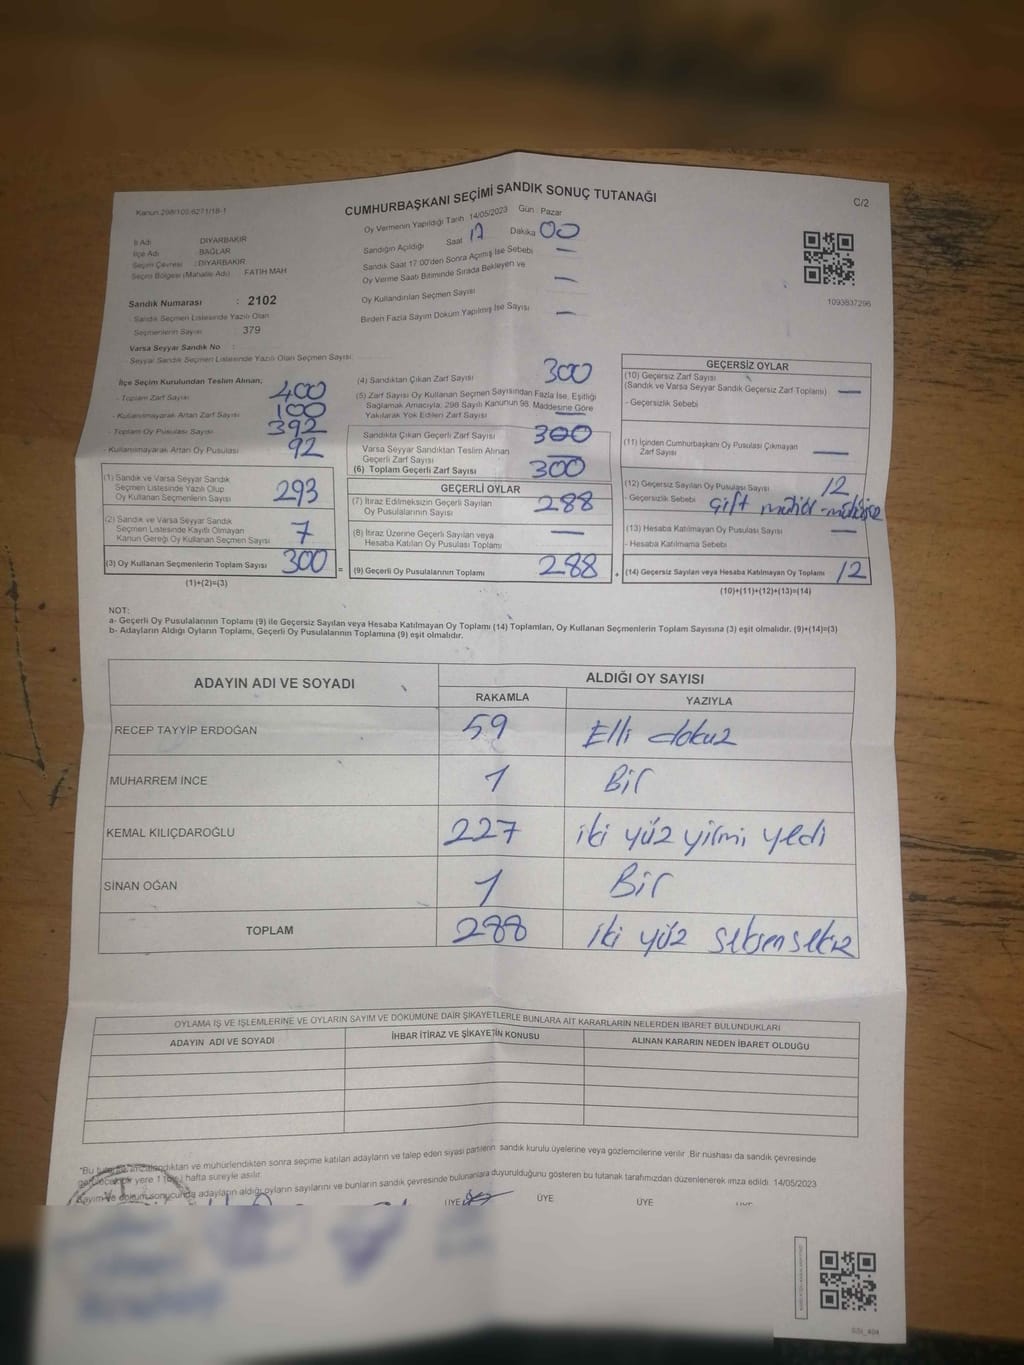 CUMHURBAŞKANI SEÇİMİ SANDIK SONUÇ TUTANAĞI
C/2
Kanun 298/105.6271/18-1
Oy Vermenin Yapıldığı Tarih 14/05/2023 Gün : Pazar
İl Adı DİYARBAKIR
İlçe Adı BAĞLAR
Seçim Çevresi : DİYARBAKIR
Seçim Bölgesi (Mahalle Adı) FATİH MAH
Sandığın Açıldığı Saat 17 Dakika 00
Sandık Saat 17:00'den Sonra Açılmış İse Sebebi —
Oy Verme Saati Bitiminde Sırada Bekleyen ve
Oy Kullandırılan Seçmen Sayısı —
Birden Fazla Sayım Döküm Yapılmış İse Sayısı —
1093837296
Sandık Numarası : 2102
- Sandık Seçmen Listesinde Yazılı Olan
Seçmenlerin Sayısı 379
Varsa Seyyar Sandık No :
- Seyyar Sandık Seçmen Listesinde Yazılı Olan Seçmen Sayısı:
İlçe Seçim Kurulundan Teslim Alınan;
- Toplam Zarf Sayısı 400
- Kullanılmayarak Artan Zarf Sayısı 100
- Toplam Oy Pusulası Sayısı 392
- Kullanılmayarak Artan Oy Pusulası 92
(1) Sandık ve Varsa Seyyar Sandık
Seçmen Listesinde Yazılı Olup
Oy Kullanan Seçmenlerin Sayısı 293
(2) Sandık ve Varsa Seyyar Sandık
Seçmen Listesinde Kayıtlı Olmayan
Kanun Gereği Oy Kullanan Seçmen Sayısı 7
(3) Oy Kullanan Seçmenlerin Toplam Sayısı 300
(1)+(2)=(3)
(4) Sandıktan Çıkan Zarf Sayısı 300
(5) Zarf Sayısı Oy Kullanan Seçmen Sayısından Fazla İse, Eşitliği
Sağlamak Amacıyla, 298 Sayılı Kanunun 98. Maddesine Göre
Yakılarak Yok Edilen Zarf Sayısı —
Sandıkta Çıkan Geçerli Zarf Sayısı 300
Varsa Seyyar Sandıktan Teslim Alınan
Geçerli Zarf Sayısı —
(6) Toplam Geçerli Zarf Sayısı 300
GEÇERLİ OYLAR
(7) İtiraz Edilmeksizin Geçerli Sayılan
Oy Pusulalarının Sayısı 288
(8) İtiraz Üzerine Geçerli Sayılan veya
Hesaba Katılan Oy Pusulası Toplamı —
= (9) Geçerli Oy Pusulalarının Toplamı 288 +
GEÇERSİZ OYLAR
(10) Geçersiz Zarf Sayısı
(Sandık ve Varsa Seyyar Sandık Geçersiz Zarf Toplamı) —
- Geçersizlik Sebebi
(11) İçinden Cumhurbaşkanı Oy Pusulası Çıkmayan
Zarf Sayısı —
(12) Geçersiz Sayılan Oy Pusulası Sayısı 12
- Geçersizlik Sebebi Çift mühür -
(13) Hesaba Katılmayan Oy Pusulası Sayısı —
- Hesaba Katılmama Sebebi
(14) Geçersiz Sayılan veya Hesaba Katılmayan Oy Toplamı 12
(10)+(11)+(12)+(13)=(14)
NOT:
a- Geçerli Oy Pusulalarının Toplamı (9) ile Geçersiz Sayılan veya Hesaba Katılmayan Oy Toplamı (14) Toplamları, Oy Kullanan Seçmenlerin Toplam Sayısına (3) eşit olmalıdır. (9)+(14)=(3)
b- Adayların Aldığı Oyların Toplamı, Geçerli Oy Pusulalarının Toplamına (9) eşit olmalıdır.
ADAYIN ADI VE SOYADI ALDIĞI OY SAYISI
RAKAMLA YAZIYLA
RECEP TAYYİP ERDOĞAN 59 Elli dokuz
MUHARREM İNCE 1 Bir
KEMAL KILIÇDAROĞLU 227 iki yüz yirmi yedi
SİNAN OĞAN 1 Bir
TOPLAM 288 iki yüz seksen sekiz
OYLAMA İŞ VE İŞLEMLERİNE VE OYLARIN SAYIM VE DÖKÜMÜNE DAİR ŞİKAYETLERLE BUNLARA AİT KARARLARIN NELERDEN İBARET BULUNDUKLARI
ADAYIN ADI VE SOYADI İHBAR İTİRAZ VE ŞİKAYETİN KONUSU ALINAN KARARIN NEDEN İBARET OLDUĞU
"Bu tutanak imzalandıktan ve mühürlendikten sonra seçime katılan adayların ve talep eden siyasi partilerin sandık kurulu üyelerine veya gözlemcilerine verilir. Bir nüshası da sandık çevresinde
yere 1 hafta süreyle asılır.
Sayım ve döküm sonucunda adayların aldığı oyların sayılarını ve bunların sandık çevresinde bulunanlara duyurulduğunu gösteren bu tutanak tarafımızdan düzenlenerek imza edildi. 14/05/2023
ÜYE ÜYE ÜYE ÜYE